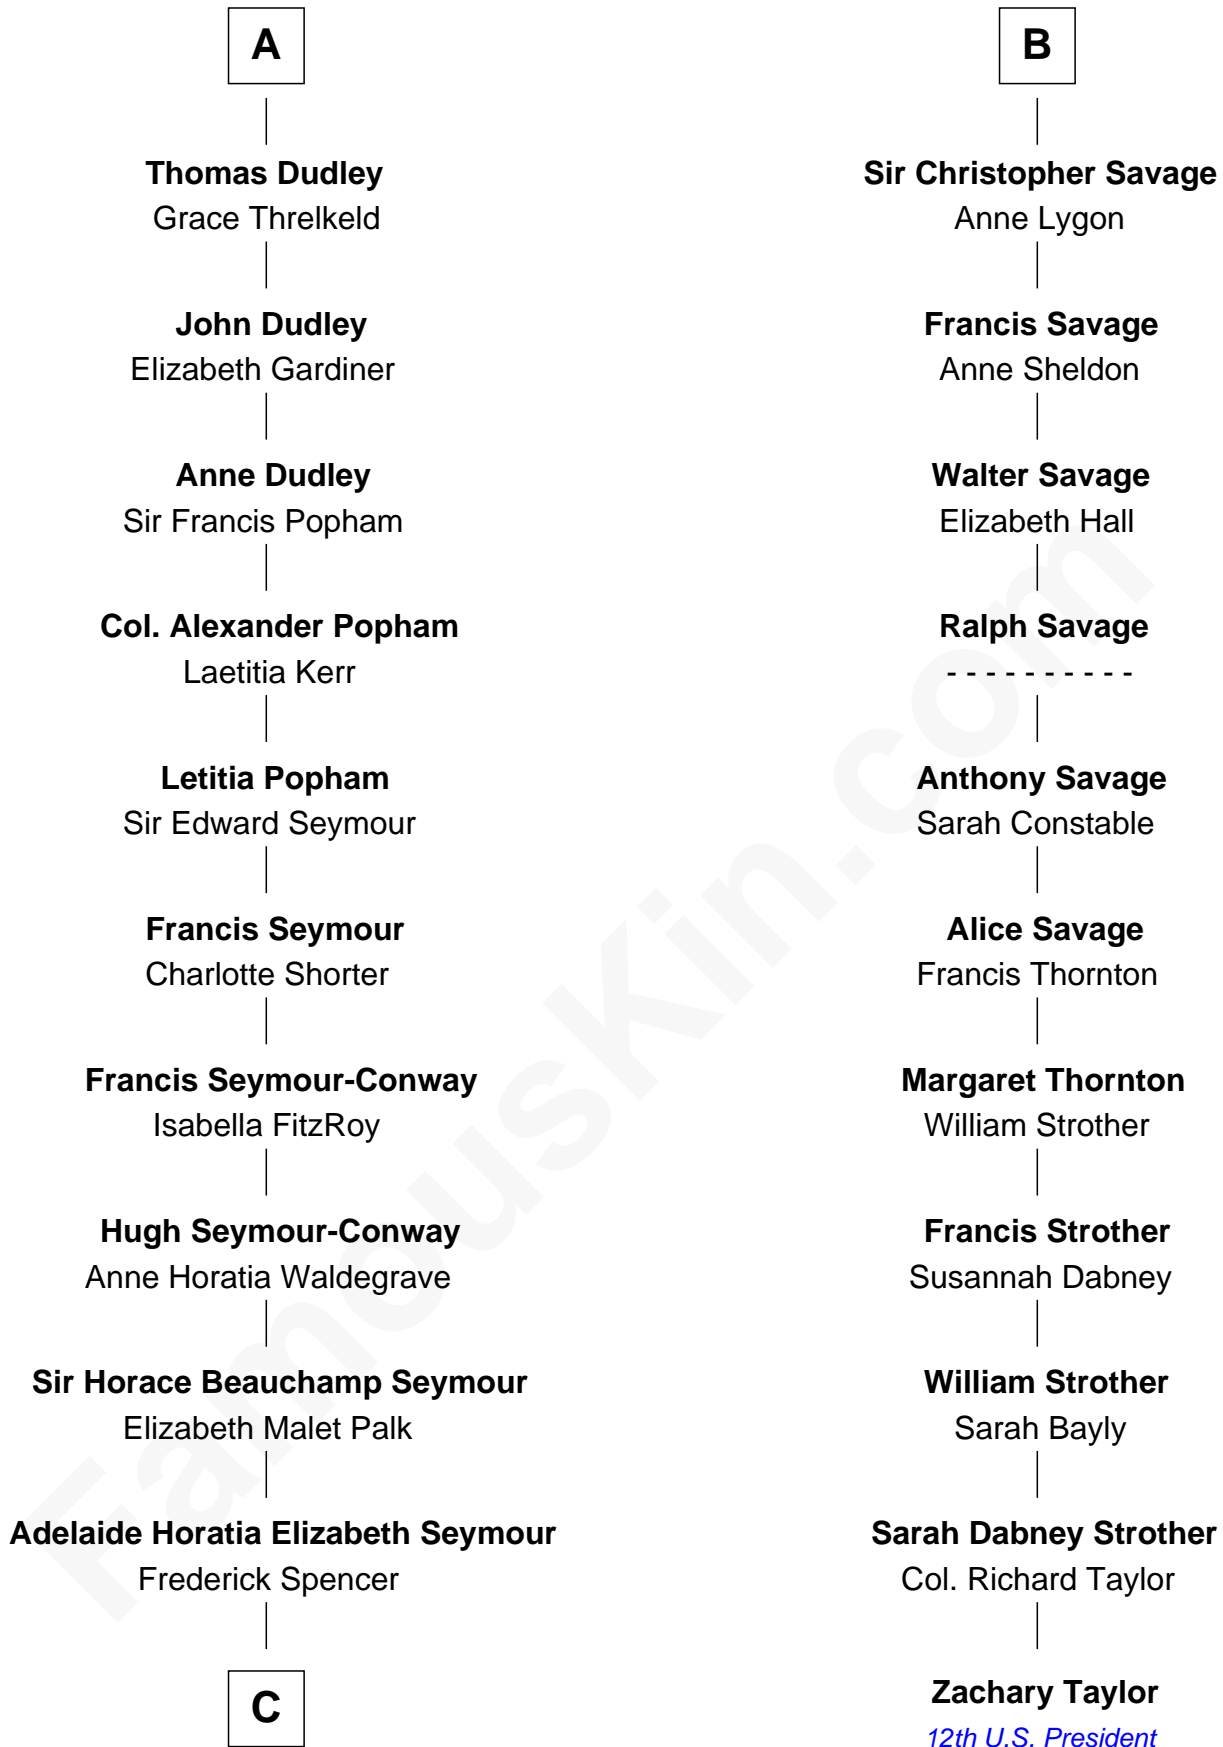 A
Thomas Dudley
Grace Threlkeld
John Dudley
Elizabeth Gardiner
Anne Dudley
Sir Francis Popham
Col. Alexander Popham
Laetitia Kerr
Letitia Popham
Sir Edward Seymour
Francis Seymour
Charlotte Shorter
Francis Seymour-Conway
Isabella FitzRoy
Hugh Seymour-Conway
Anne Horatia Waldegrave
Sir Horace Beauchamp Seymour
Elizabeth Malet Palk
Adelaide Horatia Elizabeth Seymour
Frederick Spencer
C
B
Sir Christopher Savage
Anne Lygon
Francis Savage
Anne Sheldon
Walter Savage
Elizabeth Hall
Ralph Savage
- - - - - - - - - -
Anthony Savage
Sarah Constable
Alice Savage
Francis Thornton
Margaret Thornton
William Strother
Francis Strother
Susannah Dabney
William Strother
Sarah Bayly
Sarah Dabney Strother
Col. Richard Taylor
Zachary Taylor
12th U.S. President
FamousKin.com